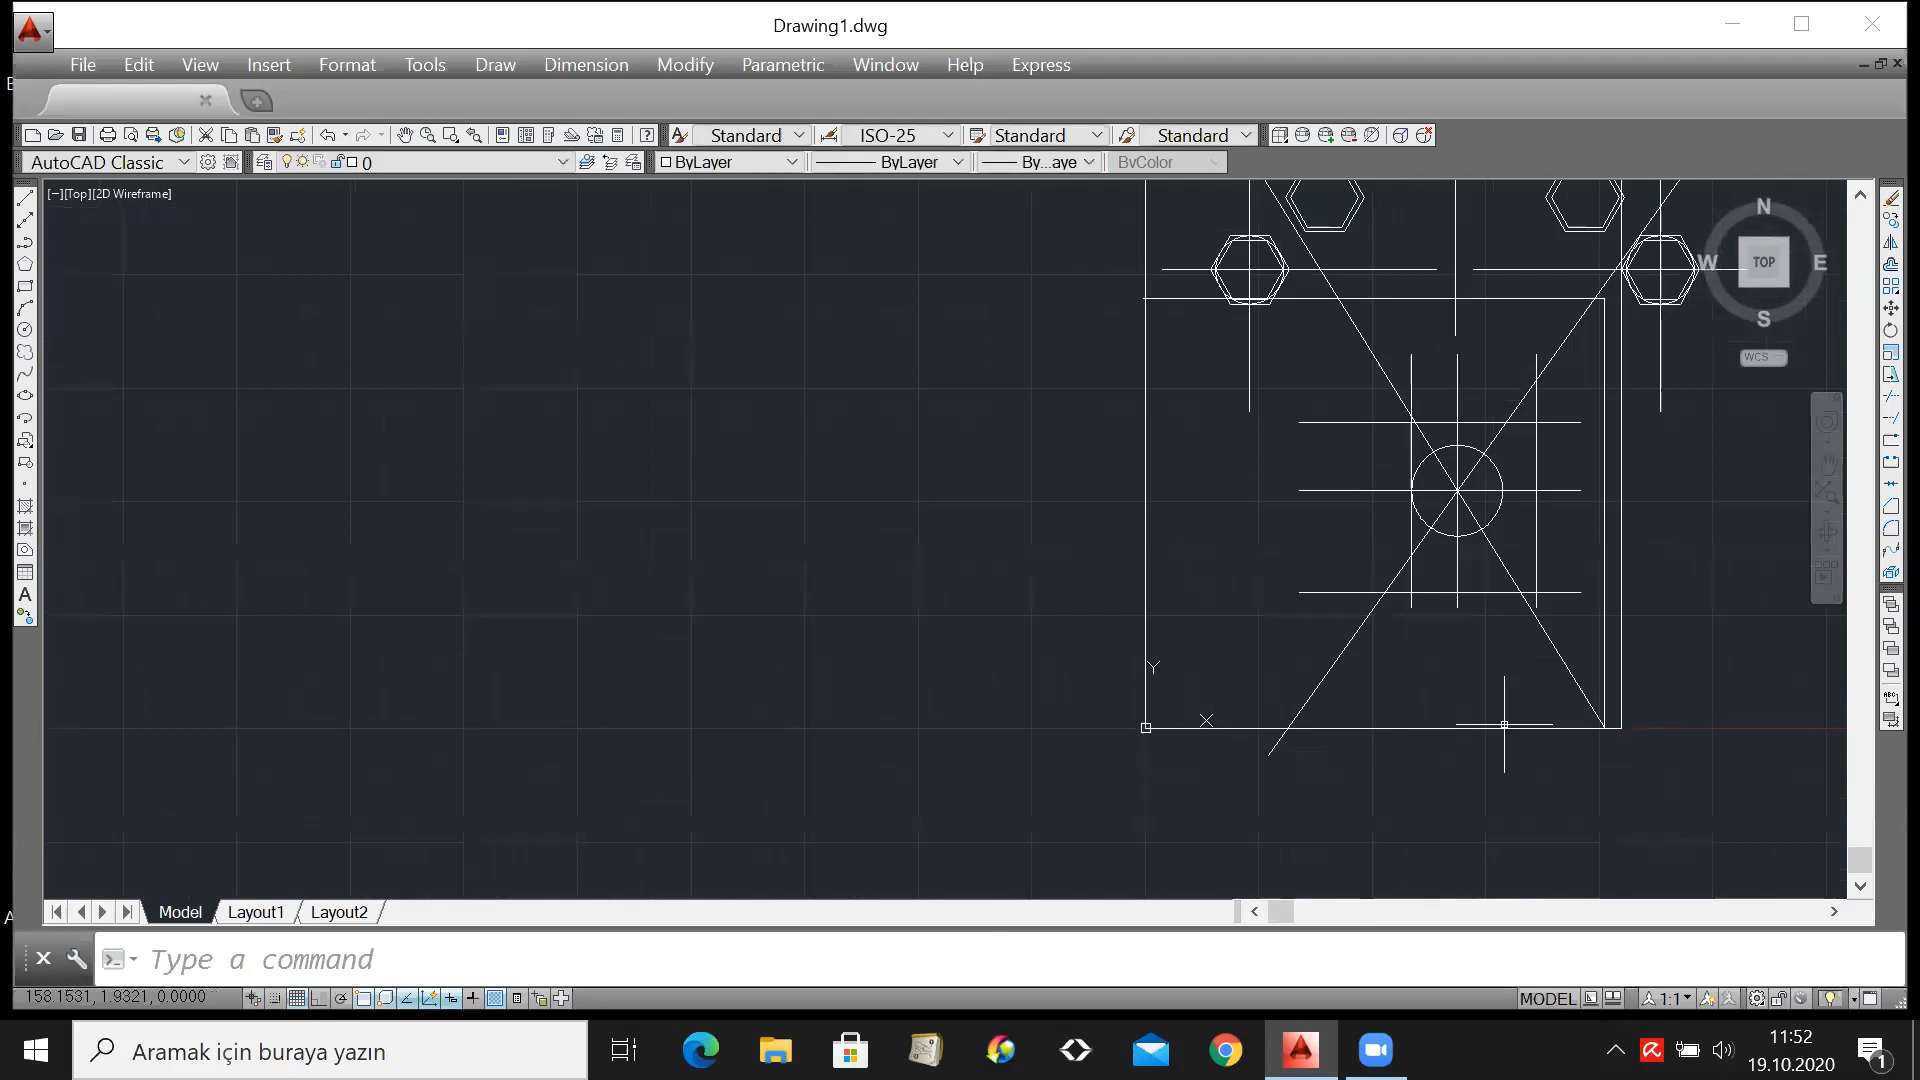 Drawing1.dwg
File Edit View Insert Format Tools Draw Dimension Modify Parametric Window Help Express
Standard ISO-25 Standard Standard
AutoCAD Classic 0 ByLayer ByLayer By...aye ByColor
[−][Top][2D Wireframe]
N
W TOP E
S
WCS
A
Y
X
ABC
Model Layout1 Layout2
Type a command
158.1531, 1.9321, 0.0000 MODEL 1:1
Aramak için buraya yazın
11:52
19.10.2020
1